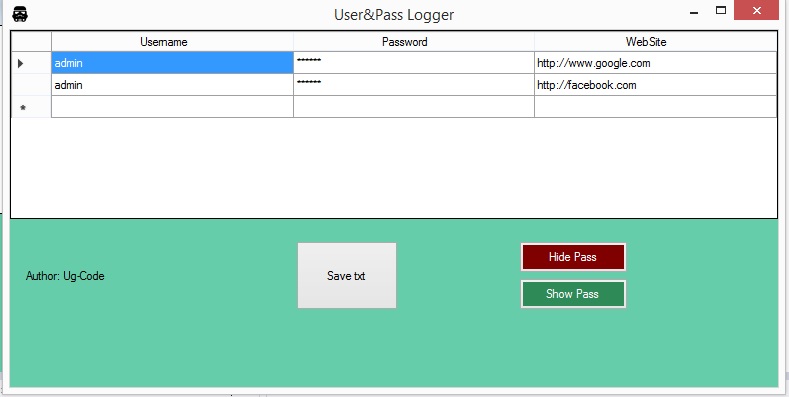 User&Pass Logger
Username Password WebSite
admin ****** http://www.google.com
admin ****** http://facebook.com
*
Author: Ug-Code
Save txt
Hide Pass
Show Pass